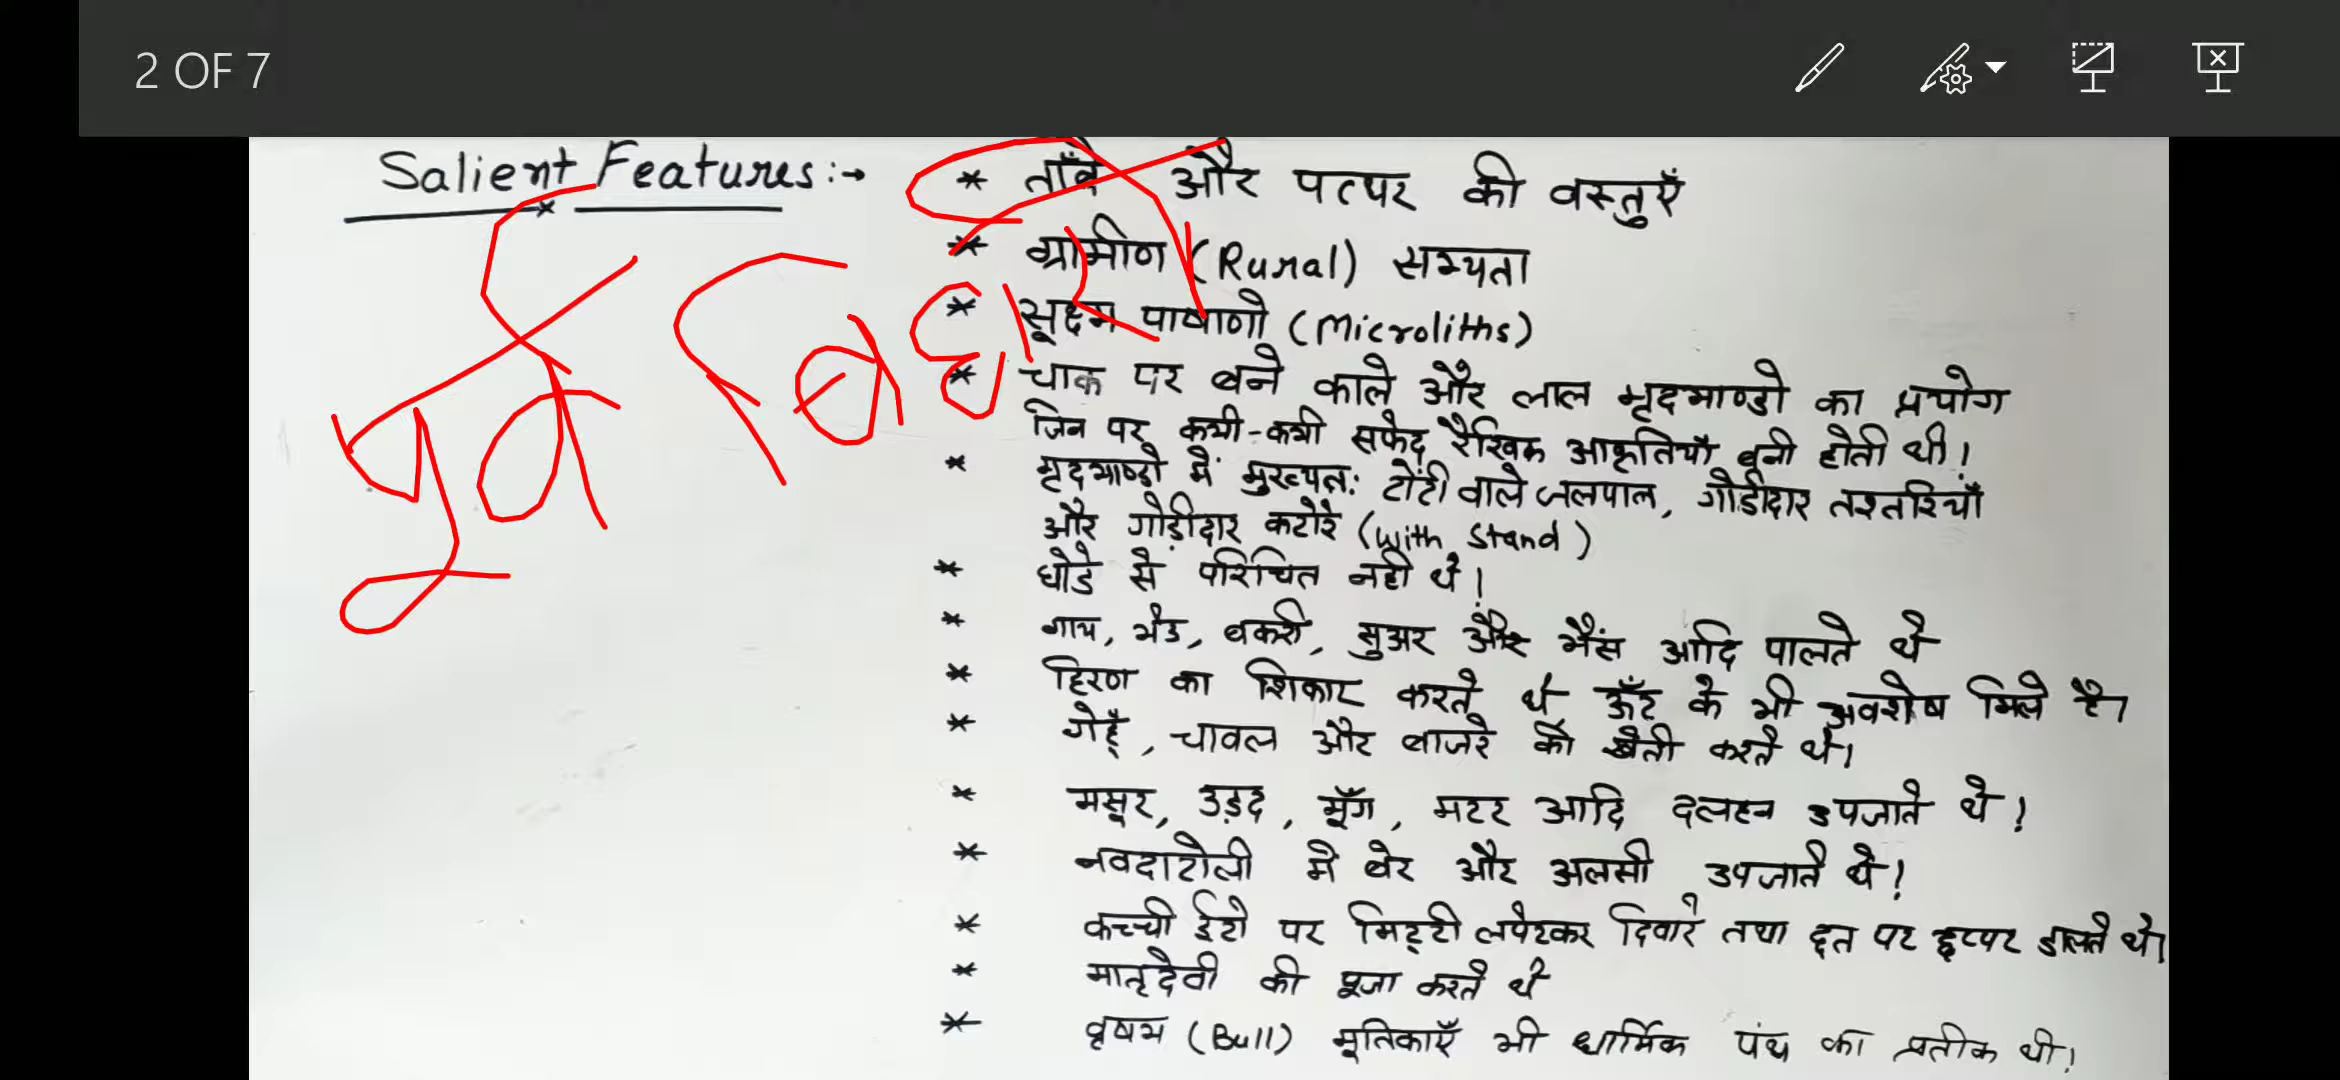 2 OF 7
Salient Features:→ * ताँबे और पत्पर की वस्तुएँ
* ग्रामीण (Rural) सभ्यता
* सूक्ष्म पाषाणो (Microliths)
* चाक पर बने काले और लाल मृदभाण्डो का प्रयोग
जिन पर कभी-कभी सफेद रैखिक आकृतियाँ बनी होती थी।
* मृदभाण्डो में मुख्यतः टोंटी वाले जलपात्र, गोडीदार तश्तरियाँ
और गोड़ीदार कटोरे (with stand)
* घोडे से परिचित नही थे।
* गाय, भेड, बकरी, सुअर और भैंस आदि पालते थे
* हिरण का शिकार करते थे ऊँट के भी अवशेष मिले है।
* गेहूँ, चावल और बाजरे की खेती करते थे।
* मसूर, उड़द, मूँग, मटर आदि दलहन उपजाते थे।
* नवदाटोली मे बेर और अलसी उपजाते थे।
* कच्ची ईटो पर मिट्टी लपेटकर दिवारे तथा छत पर छप्पर डालते थे।
* मातृदेवी की पूजा करते थे
* वृषभ (Bull) मूर्तिकाएँ भी धार्मिक पंथ का प्रतीक थी।